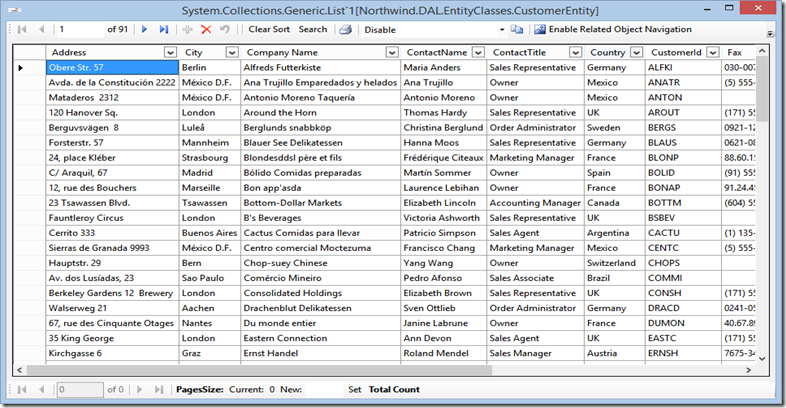 System.Collections.Generic.List`1[Northwind.DAL.EntityClasses.CustomerEntity]
1 of 91 Clear Sort Search Disable Enable Related Object Navigation
Address City Company Name ContactName ContactTitle Country CustomerId Fax
Obere Str. 57 Berlin Alfreds Futterkiste Maria Anders Sales Representative Germany ALFKI 030-007
Avda. de la Constitución 2222 México D.F. Ana Trujillo Emparedados y helados Ana Trujillo Owner Mexico ANATR (5) 555-
Mataderos 2312 México D.F. Antonio Moreno Taquería Antonio Moreno Owner Mexico ANTON
120 Hanover Sq. London Around the Horn Thomas Hardy Sales Representative UK AROUT (171) 55
Berguvsvägen 8 Luleå Berglunds snabbköp Christina Berglund Order Administrator Sweden BERGS 0921-12
Forsterstr. 57 Mannheim Blauer See Delikatessen Hanna Moos Sales Representative Germany BLAUS 0621-08
24, place Kléber Strasbourg Blondesddsl père et fils Frédérique Citeaux Marketing Manager France BLONP 88.60.15
C/ Araquil, 67 Madrid Bólido Comidas preparadas Martín Sommer Owner Spain BOLID (91) 555
12, rue des Bouchers Marseille Bon app'asda Laurence Lebihan Owner France BONAP 91.24.45
23 Tsawassen Blvd. Tsawassen Bottom-Dollar Markets Elizabeth Lincoln Accounting Manager Canada BOTTM (604) 55
Fauntleroy Circus London B's Beverages Victoria Ashworth Sales Representative UK BSBEV
Cerrito 333 Buenos Aires Cactus Comidas para llevar Patricio Simpson Sales Agent Argentina CACTU (1) 135-
Sierras de Granada 9993 México D.F. Centro comercial Moctezuma Francisco Chang Marketing Manager Mexico CENTC (5) 555-
Hauptstr. 29 Bern Chop-suey Chinese Yang Wang Owner Switzerland CHOPS
Av. dos Lusíadas, 23 Sao Paulo Comércio Mineiro Pedro Afonso Sales Associate Brazil COMMI
Berkeley Gardens 12 Brewery London Consolidated Holdings Elizabeth Brown Sales Representative UK CONSH (171) 55
Walserweg 21 Aachen Drachenblut Delikatessen Sven Ottlieb Order Administrator Germany DRACD 0241-05
67, rue des Cinquante Otages Nantes Du monde entier Janine Labrune Owner France DUMON 40.67.89
35 King George London Eastern Connection Ann Devon Sales Agent UK EASTC (171) 55
Kirchgasse 6 Graz Ernst Handel Roland Mendel Sales Manager Austria ERNSH 7675-34
0 of 0 PagesSize: Current: 0 New: Set Total Count